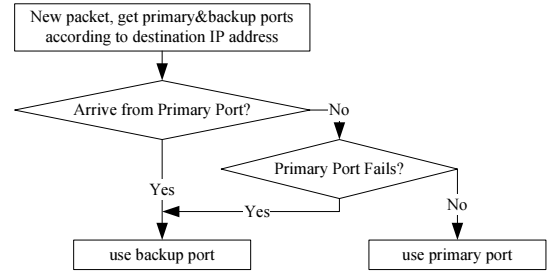 New packet, get primary&backup ports
according to destination IP address
Arrive from Primary Port?
No
Primary Port Fails?
Yes
Yes
No
use backup port
use primary port